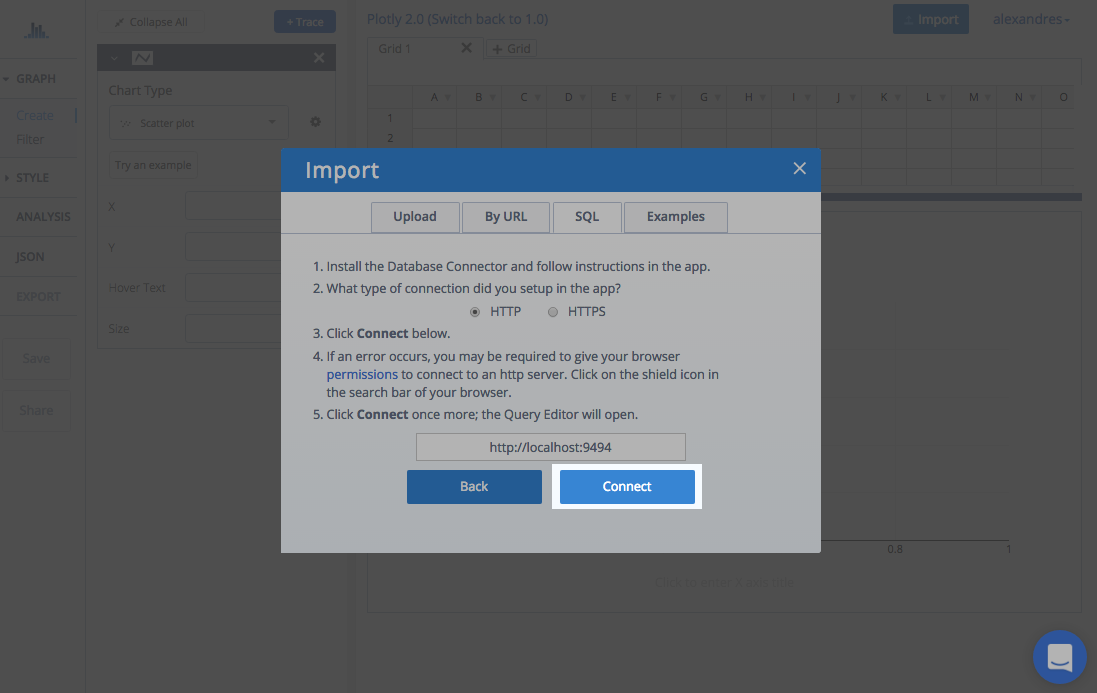 Collapse All
+ Trace
Plotly 2.0 (Switch back to 1.0)
Import
alexandres
Grid 1
+ Grid
GRAPH
Create
Filter
STYLE
ANALYSIS
JSON
EXPORT
Save
Share
Chart Type
Scatter plot
Try an example
X
Y
Hover Text
Size
A B C D E F G H I J K L M N O
1
2
Import
Upload
By URL
SQL
Examples
1. Install the Database Connector and follow instructions in the app.
2. What type of connection did you setup in the app?
HTTP HTTPS
3. Click Connect below.
4. If an error occurs, you may be required to give your browser
permissions to connect to an http server. Click on the shield icon in
the search bar of your browser.
5. Click Connect once more; the Query Editor will open.
http://localhost:9494
Back
Connect
0.8
1
Click to enter X axis title